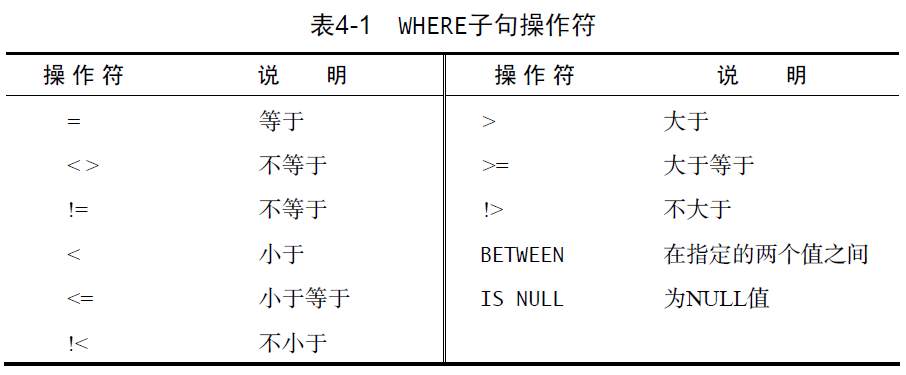 表4-1 WHERE子句操作符
操作符 说 明 操作符 说 明
= 等于 > 大于
<> 不等于 >= 大于等于
!= 不等于 !> 不大于
< 小于 BETWEEN 在指定的两个值之间
<= 小于等于 IS NULL 为NULL值
!< 不小于